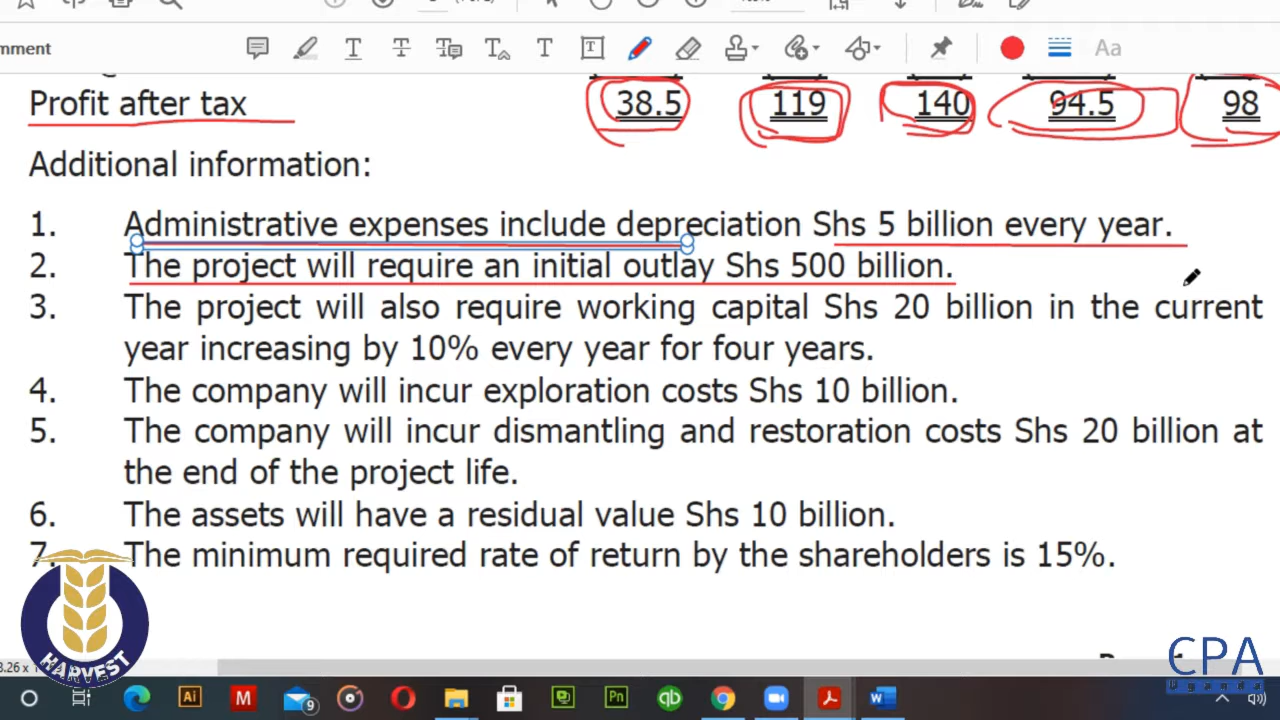 mment
T T T T T Aa
Profit after tax 38.5 119 140 94.5 98
Additional information:
1. Administrative expenses include depreciation Shs 5 billion every year.
2. The project will require an initial outlay Shs 500 billion.
3. The project will also require working capital Shs 20 billion in the current
year increasing by 10% every year for four years.
4. The company will incur exploration costs Shs 10 billion.
5. The company will incur dismantling and restoration costs Shs 20 billion at
the end of the project life.
6. The assets will have a residual value Shs 10 billion.
7. The minimum required rate of return by the shareholders is 15%.
HARVEST
CPA
Uganda
Ai M 9 Pn qb W